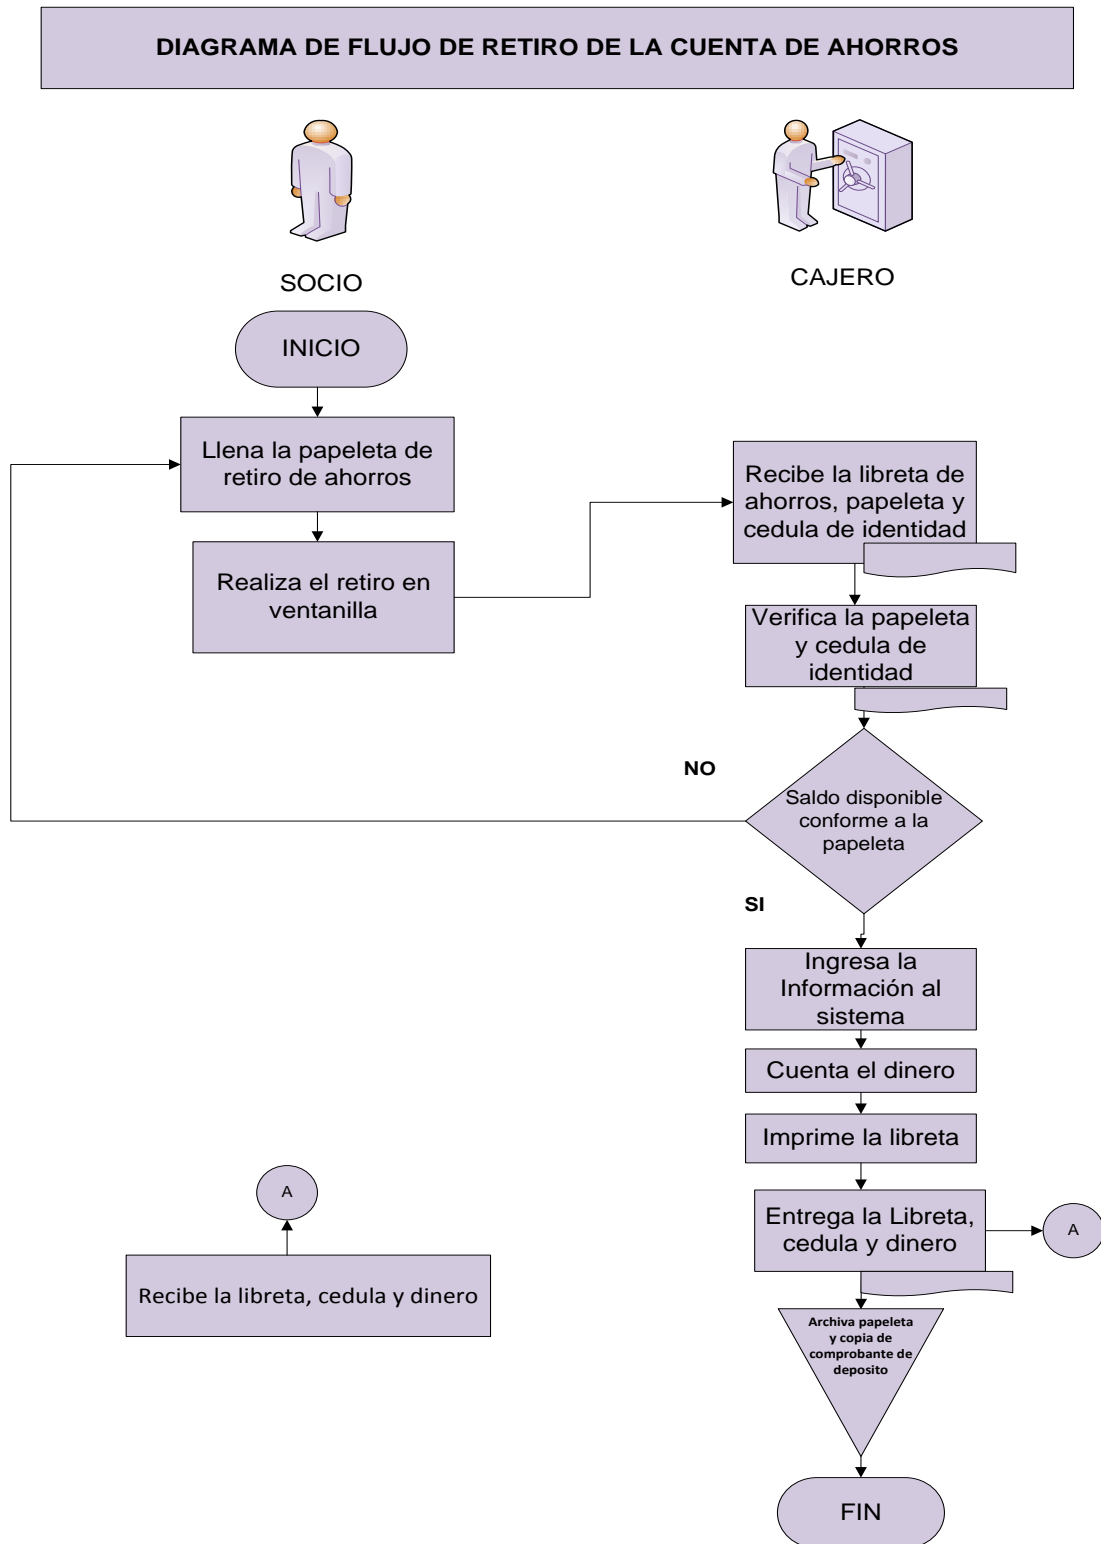 DIAGRAMA DE FLUJO DE RETIRO DE LA CUENTA DE AHORROS
SOCIO
CAJERO
INICIO
Llena la papeleta de
retiro de ahorros
Realiza el retiro en
ventanilla
Recibe la libreta de
ahorros, papeleta y
cedula de identidad
Verifica la papeleta
y cedula de
identidad
NO
Saldo disponible
conforme a la
papeleta
SI
Ingresa la
Información al
sistema
Cuenta el dinero
Imprime la libreta
Entrega la Libreta,
cedula y dinero
A
A
Recibe la libreta, cedula y dinero
Archiva papeleta
y copia de
comprobante de
deposito
FIN